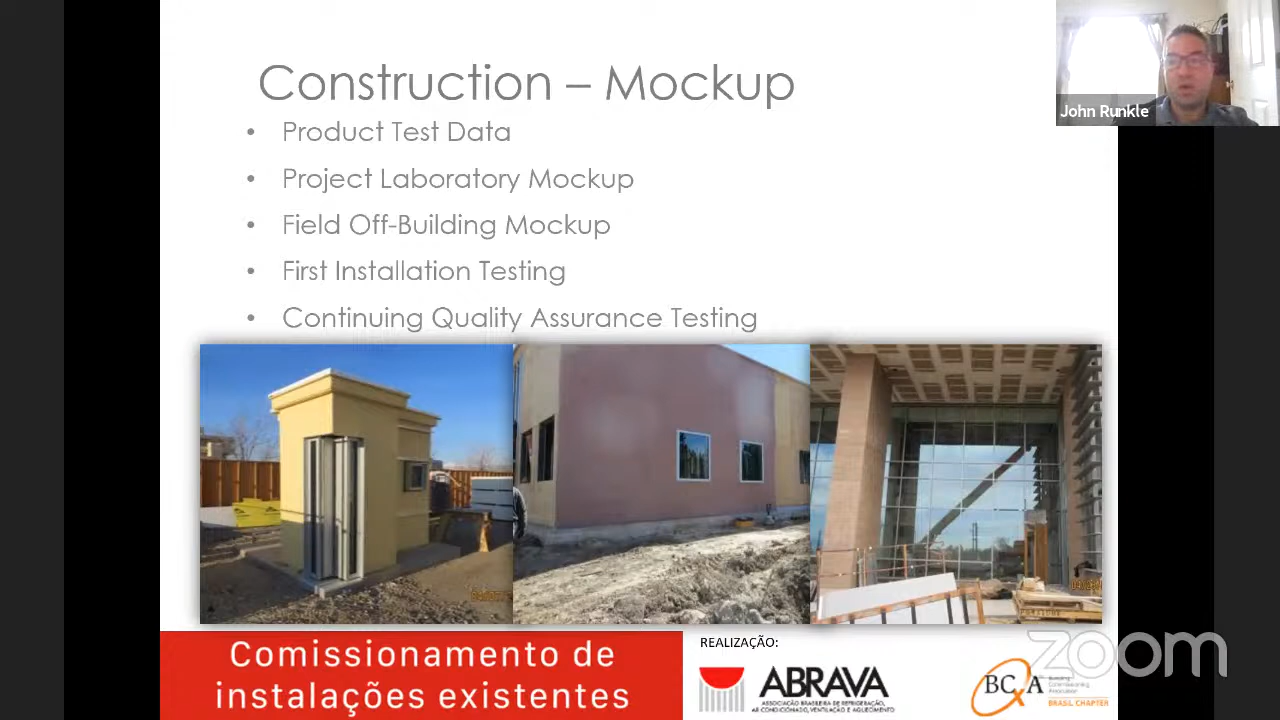 Construction – Mockup
• Product Test Data
• Project Laboratory Mockup
• Field Off-Building Mockup
• First Installation Testing
• Continuing Quality Assurance Testing
John Runkle
Comissionamento de
instalações existentes
REALIZAÇÃO:
ABRAVA
ASSOCIAÇÃO BRASILEIRA DE REFRIGERAÇÃO,
AR CONDICIONADO, VENTILAÇÃO E AQUECIMENTO
BCA
Building
Commissioning
Association
BRASIL CHAPTER
zoom